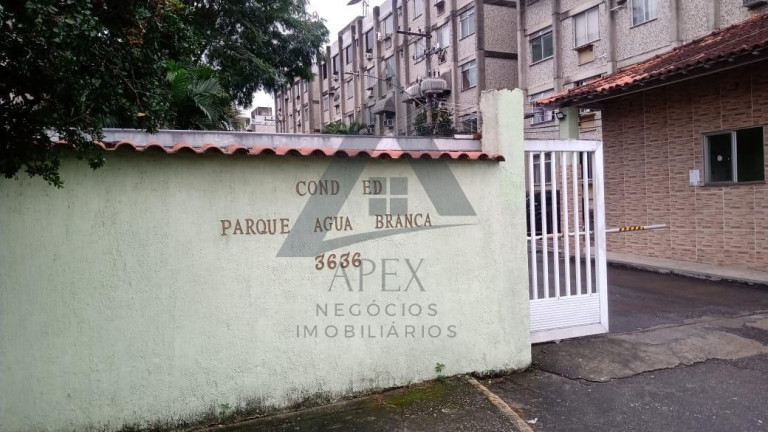 COND ED
PARQUE AGUA BRANCA
3636
APEX
NEGÓCIOS
IMOBILIÁRIOS